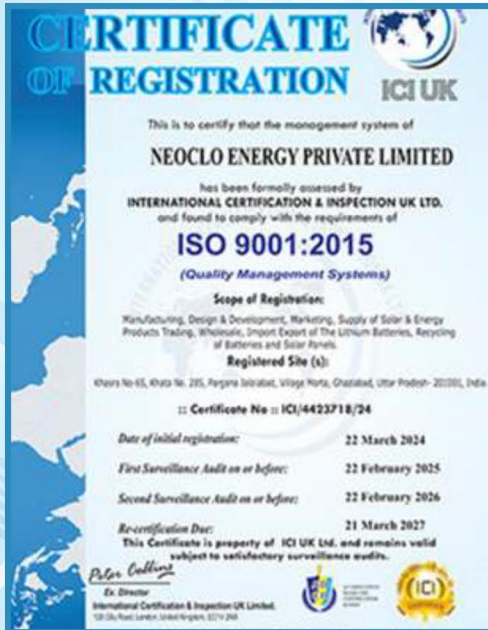 CERTIFICATE
OF REGISTRATION
ICI UK
This is to certify that the management system of
NEOCLO ENERGY PRIVATE LIMITED
has been formally assessed by
INTERNATIONAL CERTIFICATION & INSPECTION UK LTD.
and found to comply with the requirements of
ISO 9001:2015
(Quality Management Systems)
Scope of Registration:
Manufacturing, Design & Development, Marketing, Supply of Solar & Energy
Products Trading, Wholesale, Import Export of The Lithium Batteries, Recycling
of Batteries and Solar Panels.
Registered Site (s):
No-65, Khata No. 285, Pargana Jalalabad, Village Morta, Ghaziabad, Uttar Pradesh- 201001, India.
:: Certificate No :: ICI/4423718/24
Date of initial registration: 22 March 2024
First Surveillance Audit on or before: 22 February 2025
Second Surveillance Audit on or before: 22 February 2026
Re-certification Due: 21 March 2027
This Certificate is property of ICI UK Ltd. and remains valid
subject to satisfactory surveillance audits.
Peter Collins
Ex. Director
International Certification & Inspection UK Limited.
London, United Kingdom,
ICI